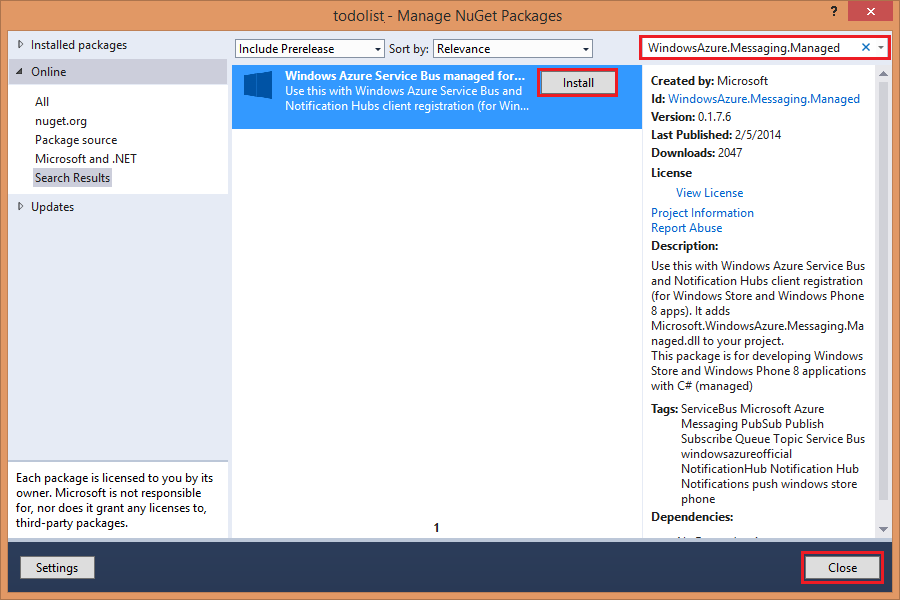 todolist - Manage NuGet Packages
?
Installed packages
Online
All
nuget.org
Package source
Microsoft and .NET
Search Results
Updates
Each package is licensed to you by its
owner. Microsoft is not responsible
for, nor does it grant any licenses to,
third-party packages.
Settings
Include Prerelease
Sort by:
Relevance
Windows Azure Service Bus managed for...
Use this with Windows Azure Service Bus and
Notification Hubs client registration (for Win...
Install
1
WindowsAzure.Messaging.Managed
Created by: Microsoft
Id: WindowsAzure.Messaging.Managed
Version: 0.1.7.6
Last Published: 2/5/2014
Downloads: 2047
License
View License
Project Information
Report Abuse
Description:
Use this with Windows Azure Service Bus
and Notification Hubs client registration
(for Windows Store and Windows Phone
8 apps). It adds
Microsoft.WindowsAzure.Messaging.Ma
naged.dll to your project.
This package is for developing Windows
Store and Windows Phone 8 applications
with C# (managed)
Tags: ServiceBus Microsoft Azure
Messaging PubSub Publish
Subscribe Queue Topic Service Bus
windowsazureofficial
NotificationHub Notification Hub
Notifications push windows store
phone
Dependencies:
Close